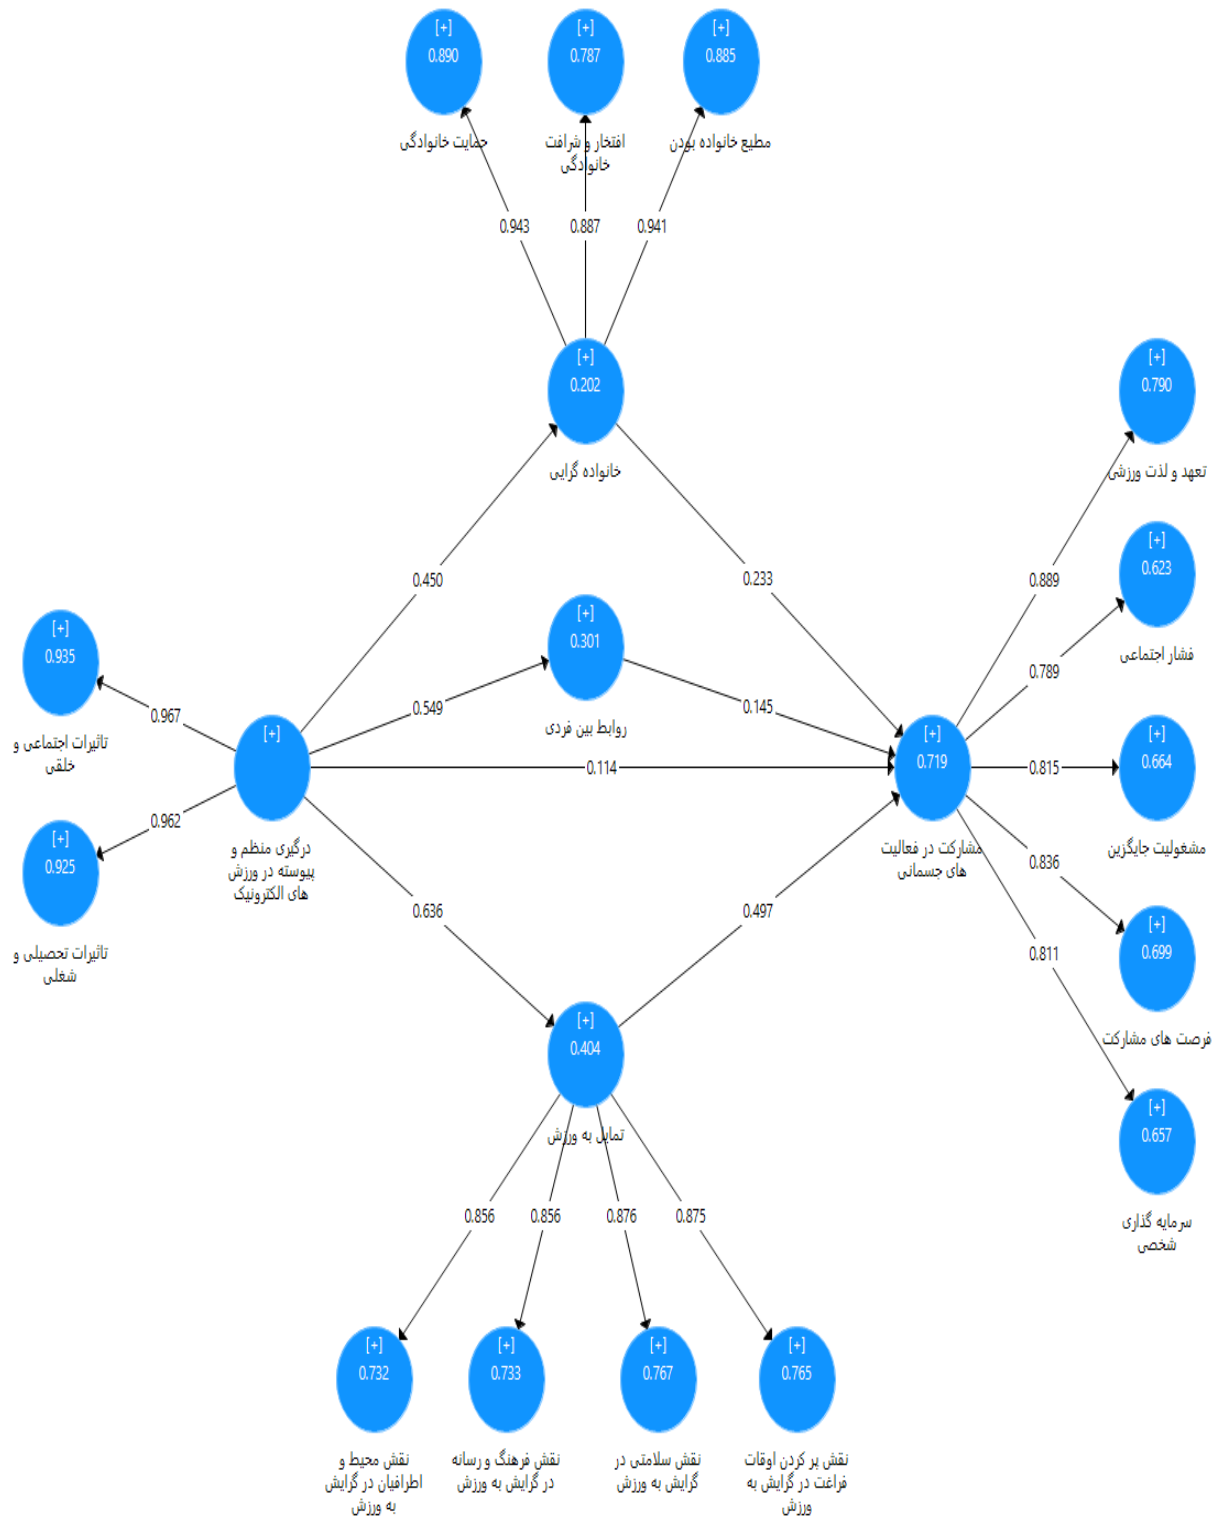 [+]
0.890
حمایت خانوادگی
[+]
0.787
افتخار و شرافت
خانوادگی
[+]
0.885
مطیع خانواده بودن
0.943
0.887
0.941
[+]
0.202
خانواده گرایی
0.450
0.233
[+]
0.301
روابط بین فردی
0.549
0.145
0.114
[+]
0.935
تاثیرات اجتماعی و
خلقی
0.967
[+]
درگیری منظم و
پیوسته در ورزش
های الکترونیک
0.962
[+]
0.925
تاثیرات تحصیلی و
شغلی
0.636
0.497
[+]
0.719
مشارکت در فعالیت
های جسمانی
[+]
0.790
تعهد و لذت ورزشی
0.889
[+]
0.623
فشار اجتماعی
0.789
[+]
0.664
مشغولیت جایگزین
0.815
0.836
[+]
0.699
فرصت های مشارکت
0.811
[+]
0.657
سرمایه گذاری
شخصی
[+]
0.404
تمایل به ورزش
0.856
0.856
0.876
0.875
[+]
0.732
نقش محیط و
اطرافیان در گرایش
به ورزش
[+]
0.733
نقش فرهنگ و رسانه
در گرایش به ورزش
[+]
0.767
نقش سلامتی در
گرایش به ورزش
[+]
0.765
نقش پر کردن اوقات
فراغت در گرایش به
ورزش